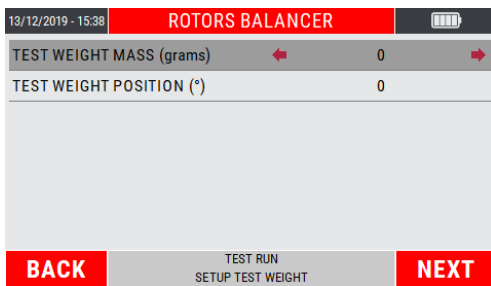 13/12/2019 - 15:38 ROTORS BALANCER
TEST WEIGHT MASS (grams) 0
TEST WEIGHT POSITION (°) 0
BACK
TEST RUN
SETUP TEST WEIGHT
NEXT